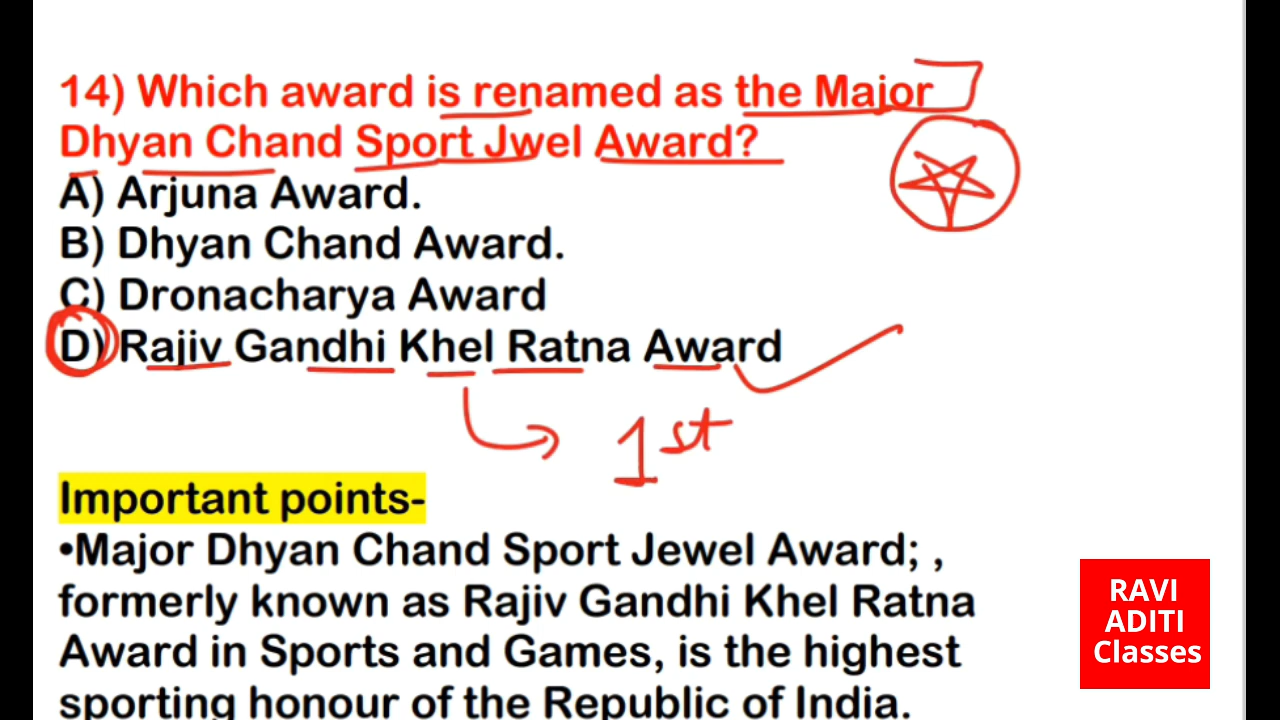 14) Which award is renamed as the Major
Dhyan Chand Sport Jwel Award?
A) Arjuna Award.
B) Dhyan Chand Award.
C) Dronacharya Award
D) Rajiv Gandhi Khel Ratna Award
1st
Important points-
•Major Dhyan Chand Sport Jewel Award; ,
formerly known as Rajiv Gandhi Khel Ratna
Award in Sports and Games, is the highest
sporting honour of the Republic of India.
RAVI
ADITI
Classes